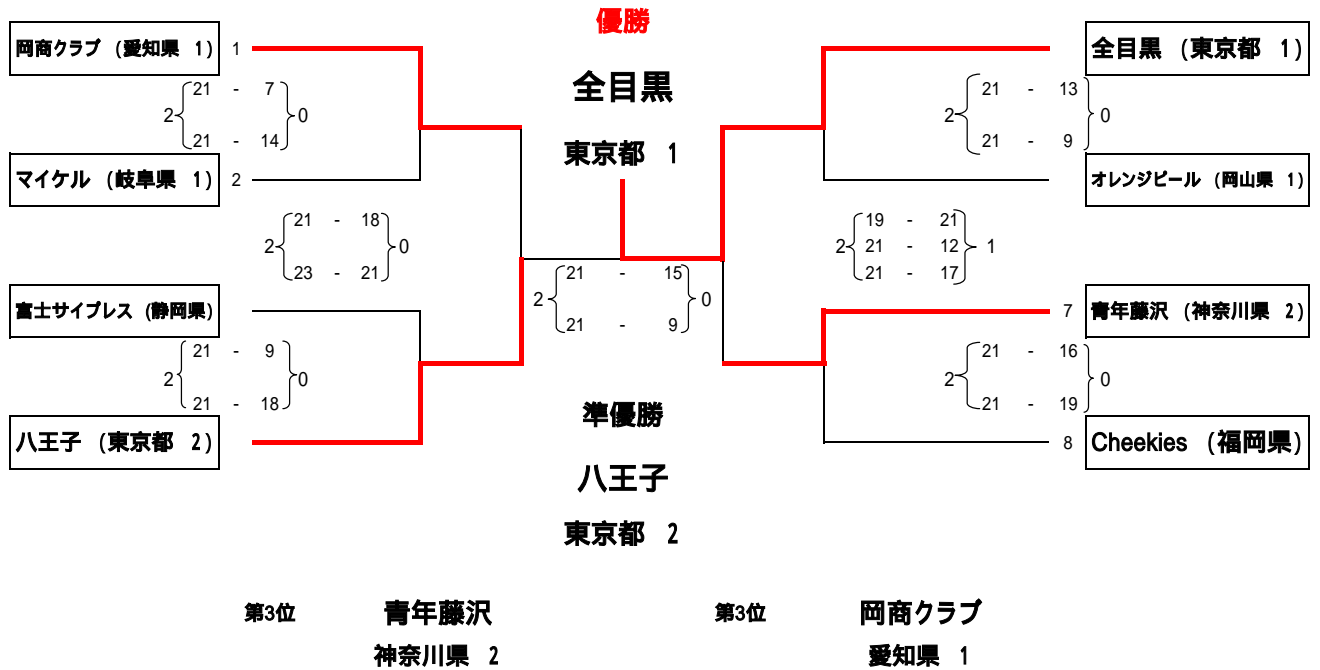 優勝
岡商クラブ (愛知県 1) 1
全目黒 (東京都 1)
全目黒
21 - 7
2 0
21 - 14
21 - 13
2 0
21 - 9
東京都 1
マイケル (岐阜県 1) 2
オレンジピール (岡山県 1)
21 - 18
2 0
23 - 21
19 - 21
2 21 - 12 1
21 - 17
21 - 15
2 0
21 - 9
富士サイプレス (静岡県)
7 青年藤沢 (神奈川県 2)
21 - 9
2 0
21 - 18
21 - 16
2 0
21 - 19
準優勝
八王子 (東京都 2)
8 Cheekies (福岡県)
八王子
東京都 2
第3位 青年藤沢 第3位 岡商クラブ
神奈川県 2 愛知県 1